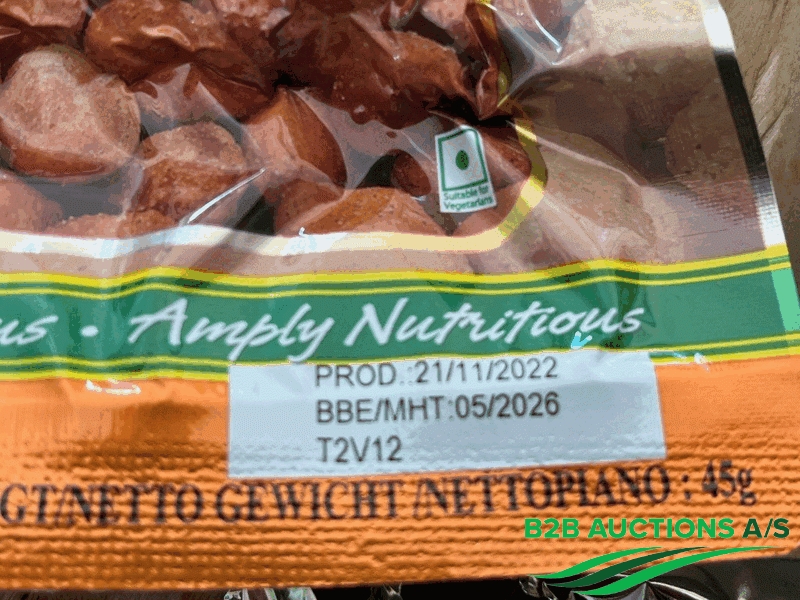 Suitable for
Vegetarians
us • Amply Nutritious
PROD.:21/11/2022
BBE/MHT:05/2026
T2V12
GT/NETTO GEWICHT /NETTOPIANO : 45g
B2B AUCTIONS A/S